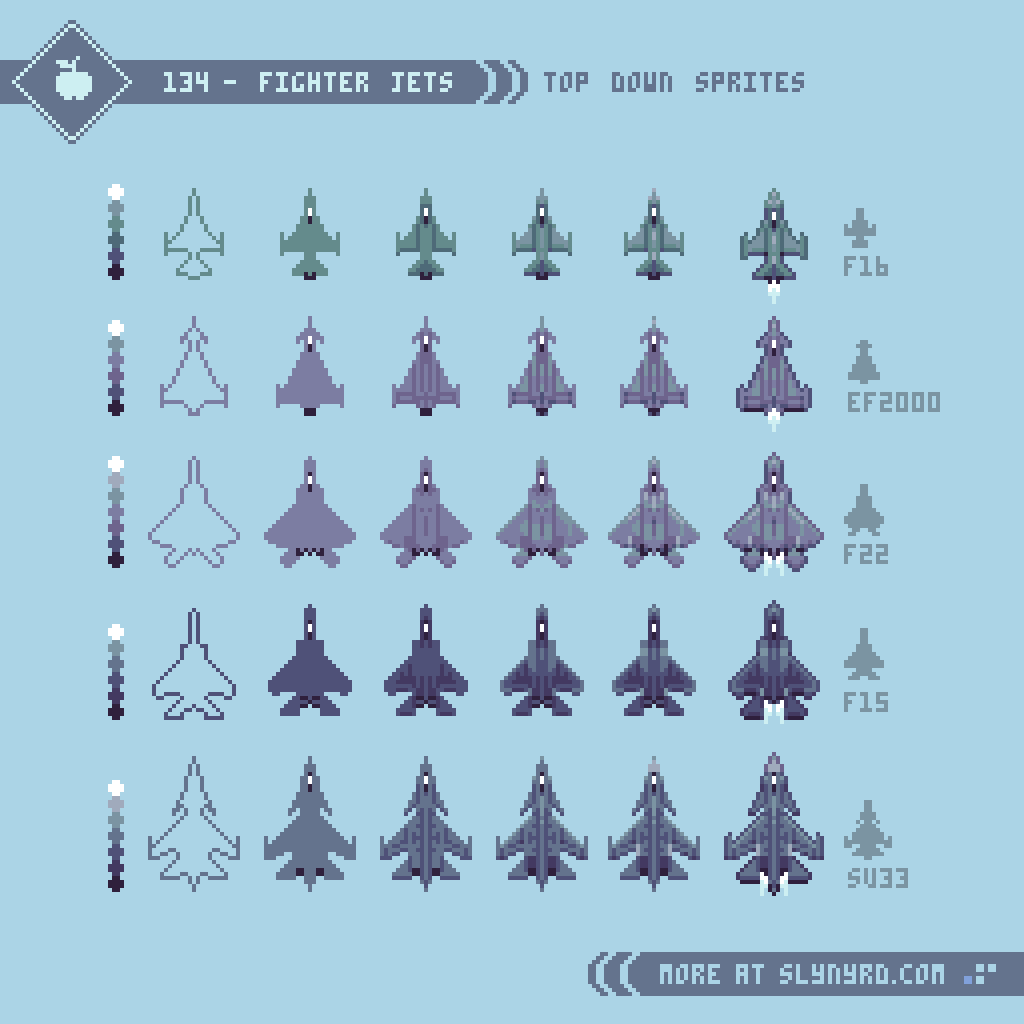 134 - FIGHTER JETS TOP DOWN SPRITES
F16
EF2000
F22
F15
SU33
MORE AT SLYNYRD.COM